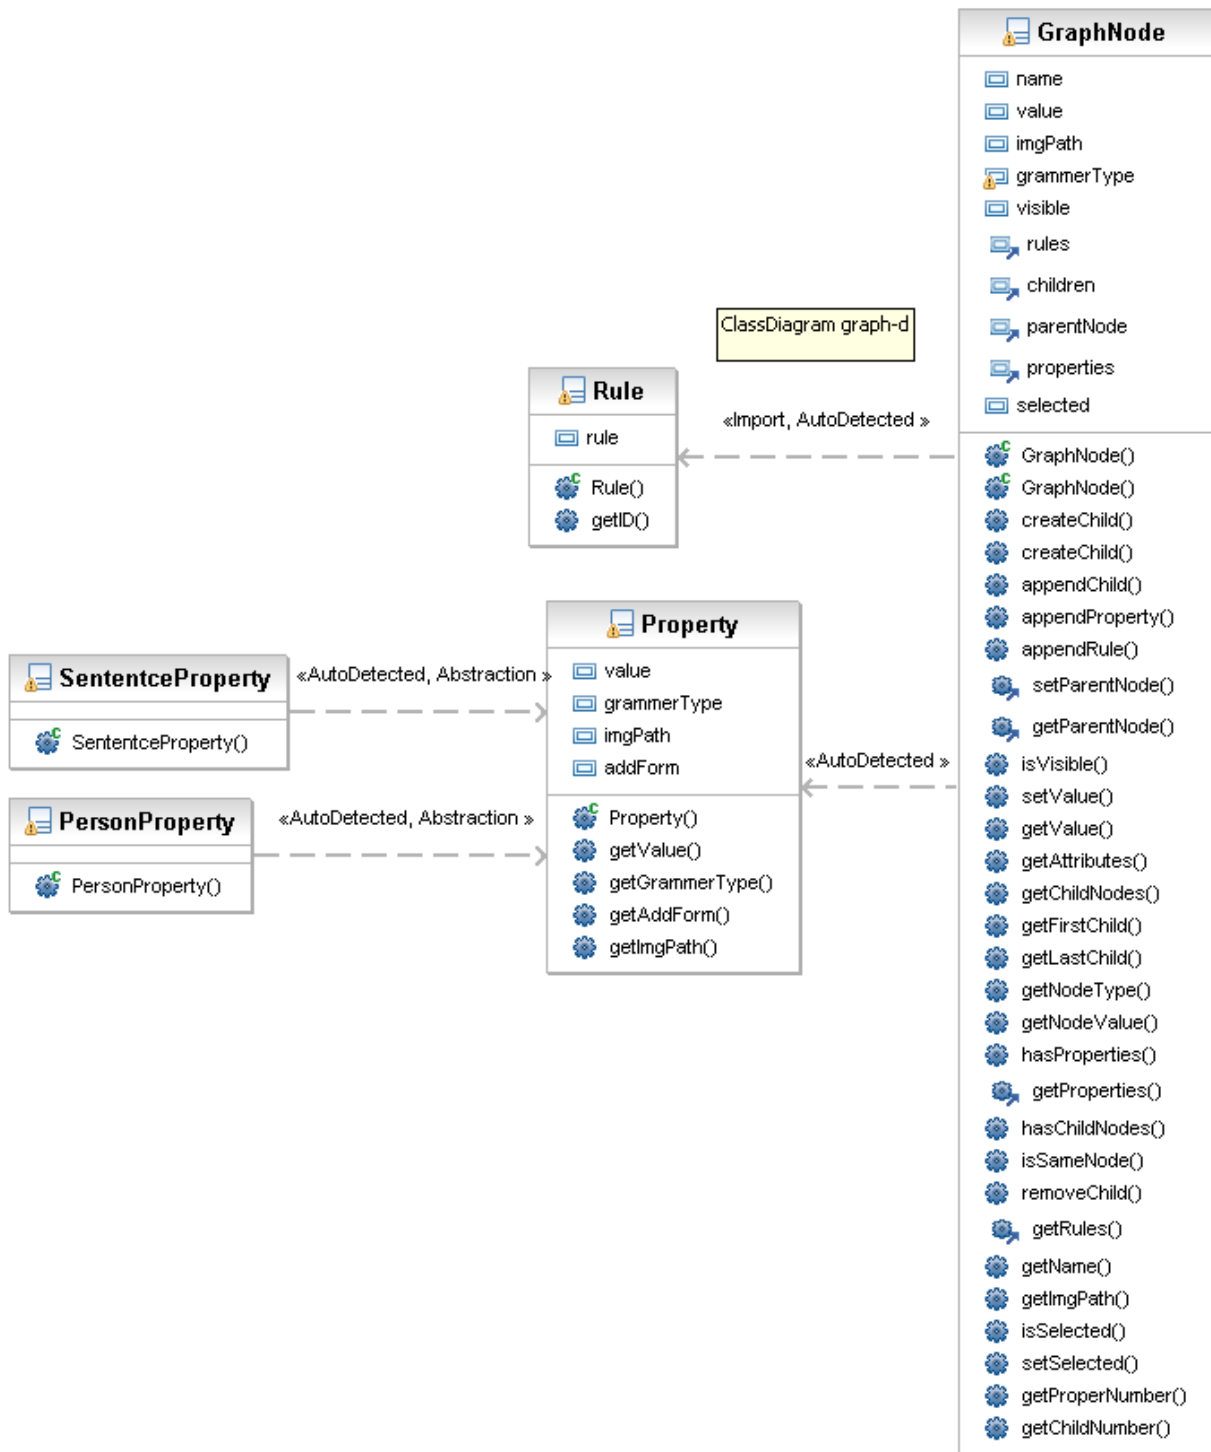 GraphNode
name
value
imgPath
grammerType
visible
rules
children
parentNode
properties
selected
GraphNode()
GraphNode()
createChild()
createChild()
appendChild()
appendProperty()
appendRule()
setParentNode()
getParentNode()
isVisible()
setValue()
getValue()
getAttributes()
getChildNodes()
getFirstChild()
getLastChild()
getNodeType()
getNodeValue()
hasProperties()
getProperties()
hasChildNodes()
isSameNode()
removeChild()
getRules()
getName()
getImgPath()
isSelected()
setSelected()
getProperNumber()
getChildNumber()
ClassDiagram graph-d
«Import, AutoDetected »
Rule
rule
Rule()
getID()
Property
value
grammerType
imgPath
addForm
Property()
getValue()
getGrammerType()
getAddForm()
getImgPath()
«AutoDetected »
SententceProperty
SententceProperty()
«AutoDetected, Abstraction »
PersonProperty
PersonProperty()
«AutoDetected, Abstraction »